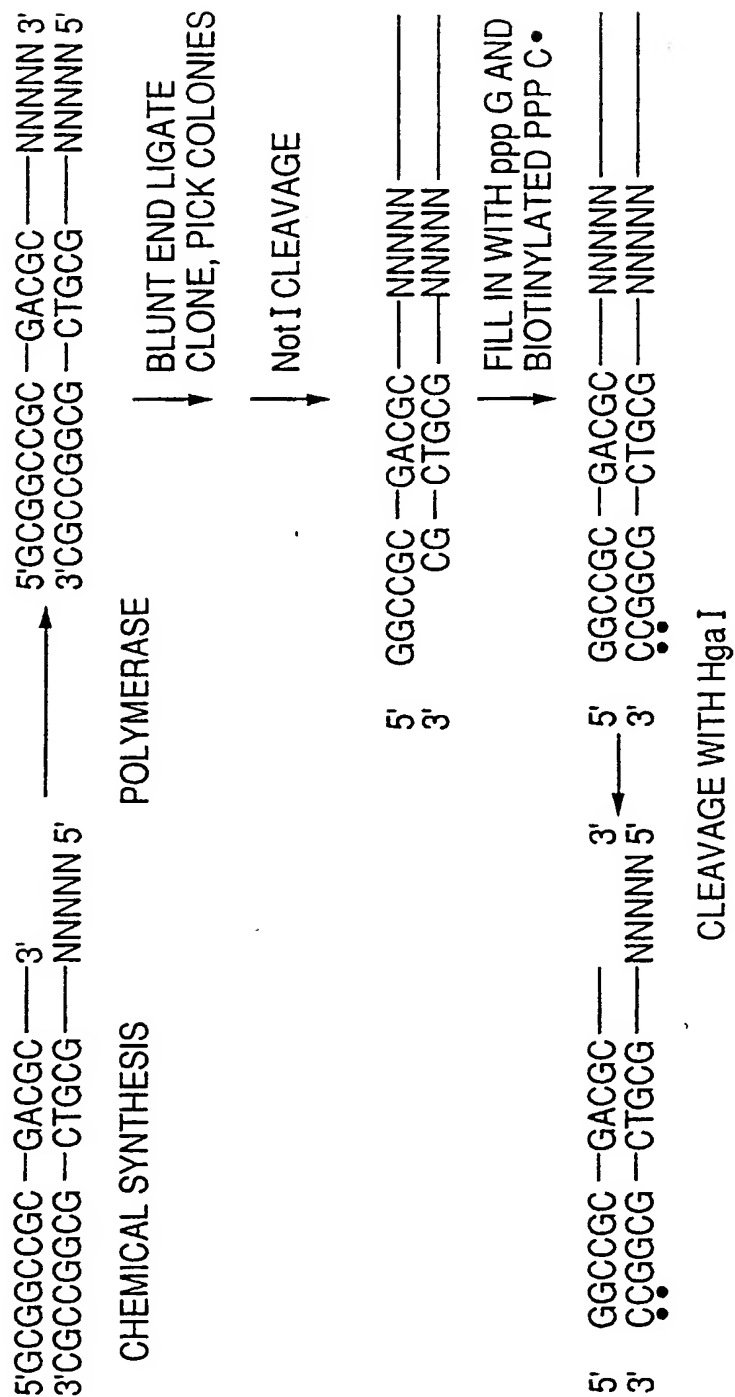 5'GCGGCCGC—GACGC——3'
3'CGCCGGCG—CTGCG——NNNNN 5'
CHEMICAL SYNTHESIS
POLYMERASE
5'GCGGCCGC—GACGC——NNNNN 3'
3'CGCCGGCG—CTGCG——NNNNN 5'
BLUNT END LIGATE
CLONE, PICK COLONIES
NotI CLEAVAGE
5' GGCCGC—GACGC——NNNNN——
3' CG—CTGCG——NNNNN——
FILL IN WITH ppp G AND
BIOTINYLATED PPP C•
5' GGCCGC—GACGC——NNNNN——
3' CCGGCG—CTGCG——NNNNN——
CLEAVAGE WITH Hga I
5' GGCCGC—GACGC—— 3'
3' CCGGCG—CTGCG——NNNNN 5'